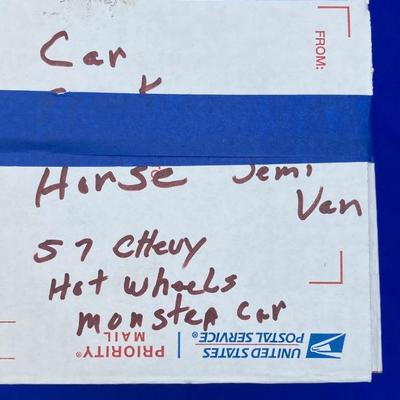 Car
FROM:
Horse Semi
Van
57 CHEVY
Hot Wheels
Monster Car
UNITED STATES
POSTAL SERVICE®
PRIORITY®
MAIL